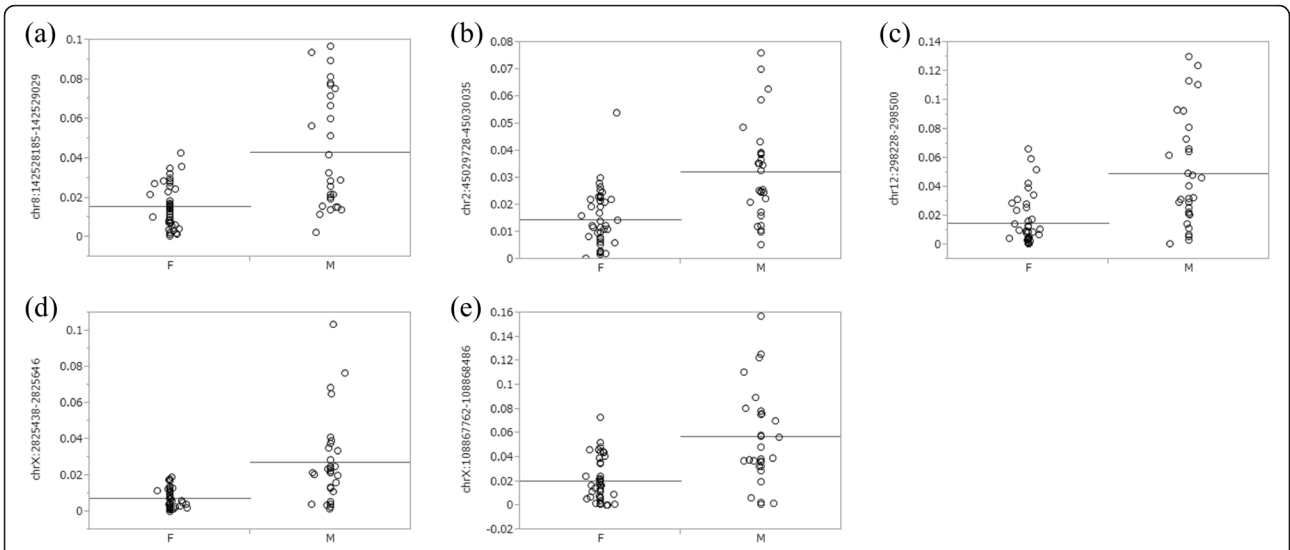 (a)
chr8:142528185-142529029
0.1
0.08
0.06
0.04
0.02
0
F M
(b)
chr2:45029728-45030035
0.08
0.07
0.06
0.05
0.04
0.03
0.02
0.01
0
F M
(c)
chr12:298228-298500
0.14
0.12
0.1
0.08
0.06
0.04
0.02
0
F M
(d)
chrX:2825438-2825646
0.1
0.08
0.06
0.04
0.02
0
F M
(e)
chrX:108867762-108868486
0.16
0.14
0.12
0.1
0.08
0.06
0.04
0.02
0
-0.02
F M